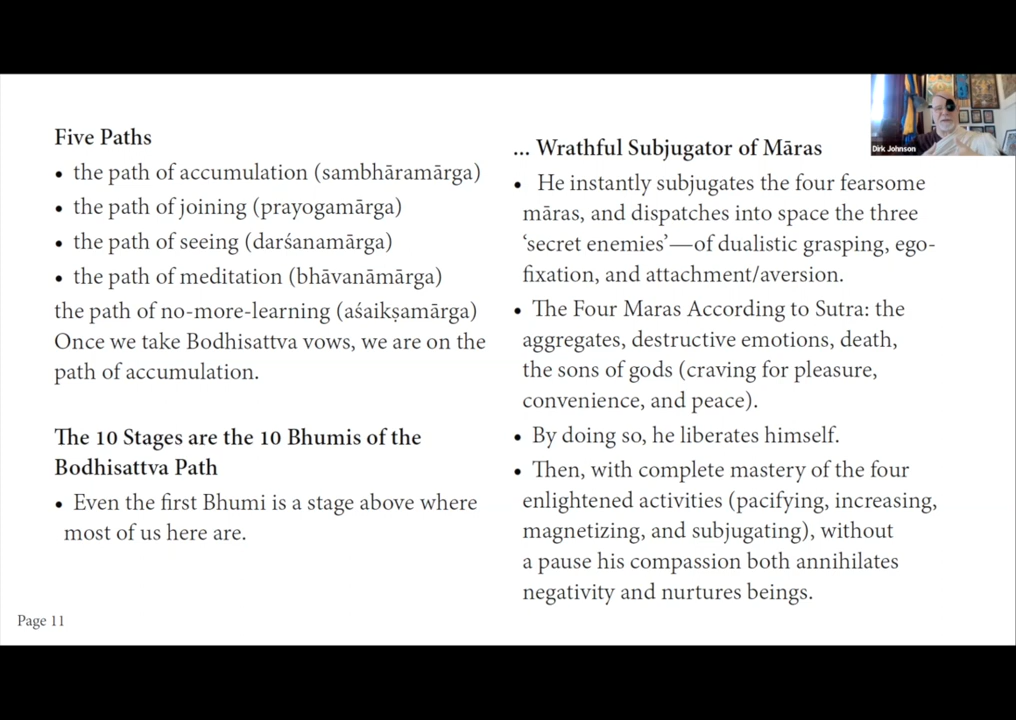 Five Paths
• the path of accumulation (sambhāramārga)
• the path of joining (prayogamārga)
• the path of seeing (darśanamārga)
• the path of meditation (bhāvanāmārga)
the path of no-more-learning (aśaikṣamārga)
Once we take Bodhisattva vows, we are on the
path of accumulation.
The 10 Stages are the 10 Bhumis of the
Bodhisattva Path
• Even the first Bhumi is a stage above where
most of us here are.
Page 11
... Wrathful Subjugator of Māras
• He instantly subjugates the four fearsome
māras, and dispatches into space the three
‘secret enemies’—of dualistic grasping, ego-
fixation, and attachment/aversion.
• The Four Maras According to Sutra: the
aggregates, destructive emotions, death,
the sons of gods (craving for pleasure,
convenience, and peace).
• By doing so, he liberates himself.
• Then, with complete mastery of the four
enlightened activities (pacifying, increasing,
magnetizing, and subjugating), without
a pause his compassion both annihilates
negativity and nurtures beings.
Dirk Johnson